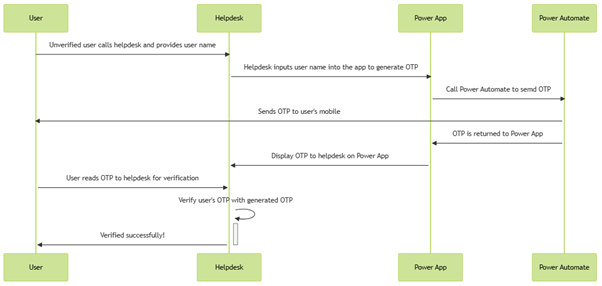 User
Helpdesk
Power App
Power Automate
Unverified user calls helpdesk and provides user name
Helpdesk inputs user name into the app to generate OTP
Call Power Automate to semd OTP
Sends OTP to user's mobile
OTP is returned to Power App
Display OTP to helpdesk on Power App
User reads OTP to helpdesk for verification
Verify user's OTP with generated OTP
Verified successfully!
User
Helpdesk
Power App
Power Automate